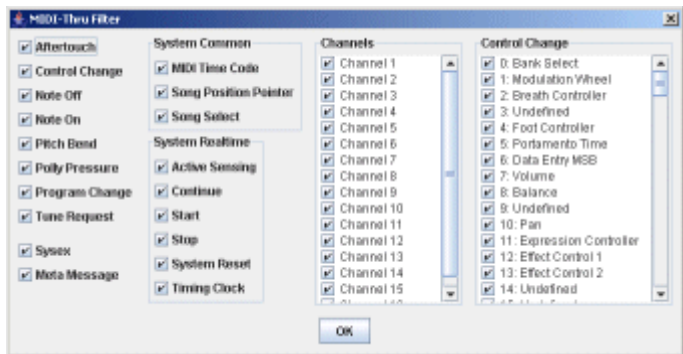 MIDI-Thru Filter
Aftertouch
Control Change
Note Off
Note On
Pitch Bend
Polly Pressure
Program Change
Tune Request
Sysex
Meta Message
System Common
MIDI Time Code
Song Position Pointer
Song Select
System Realtime
Active Sensing
Continue
Start
Stop
System Reset
Timing Clock
Channels
Channel 1
Channel 2
Channel 3
Channel 4
Channel 5
Channel 6
Channel 7
Channel 8
Channel 9
Channel 10
Channel 11
Channel 12
Channel 13
Channel 14
Channel 15
Control Change
0: Bank Select
1: Modulation Wheel
2: Breath Controller
3: Undefined
4: Foot Controller
5: Portamento Time
6: Data Entry MSB
7: Volume
8: Balance
9: Undefined
10: Pan
11: Expression Controller
12: Effect Control 1
13: Effect Control 2
14: Undefined
OK